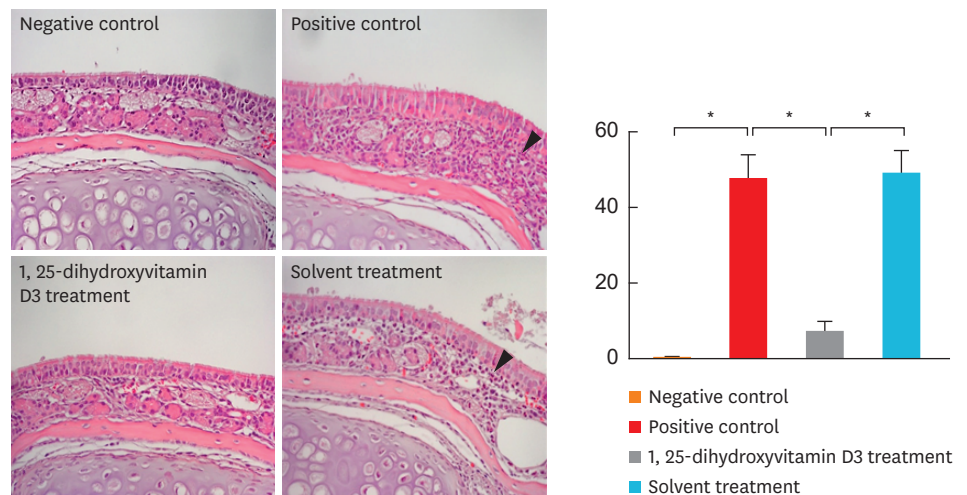 Negative control
Positive control
1, 25-dihydroxyvitamin
D3 treatment
Solvent treatment
* * *
60
40
20
0
Negative control
Positive control
1, 25-dihydroxyvitamin D3 treatment
Solvent treatment